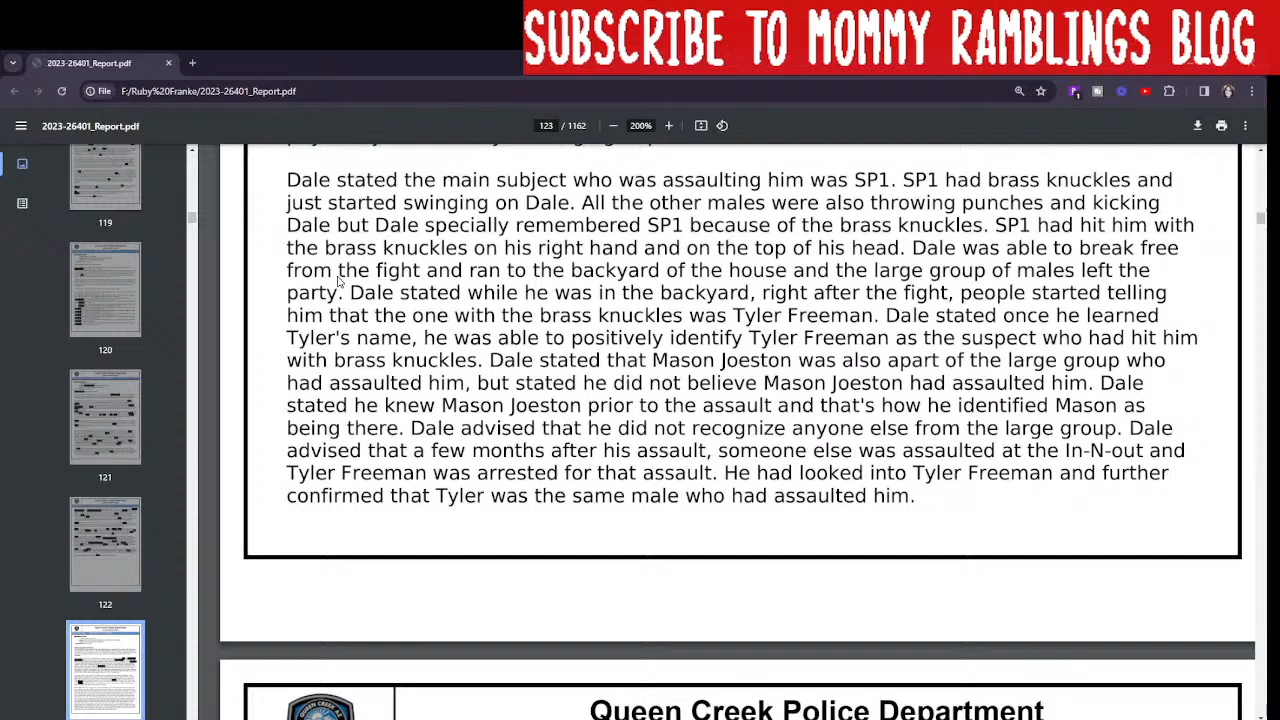 SUBSCRIBE TO MOMMY RAMBLINGS BLOG
2023-26401_Report.pdf
File F:/Ruby%20Franke/2023-26401_Report.pdf
2023-26401_Report.pdf
123 / 1162
200%
119
120
121
122
Dale stated the main subject who was assaulting him was SP1. SP1 had brass knuckles and
just started swinging on Dale. All the other males were also throwing punches and kicking
Dale but Dale specially remembered SP1 because of the brass knuckles. SP1 had hit him with
the brass knuckles on his right hand and on the top of his head. Dale was able to break free
from the fight and ran to the backyard of the house and the large group of males left the
party. Dale stated while he was in the backyard, right after the fight, people started telling
him that the one with the brass knuckles was Tyler Freeman. Dale stated once he learned
Tyler's name, he was able to positively identify Tyler Freeman as the suspect who had hit him
with brass knuckles. Dale stated that Mason Joeston was also apart of the large group who
had assaulted him, but stated he did not believe Mason Joeston had assaulted him. Dale
stated he knew Mason Joeston prior to the assault and that's how he identified Mason as
being there. Dale advised that he did not recognize anyone else from the large group. Dale
advised that a few months after his assault, someone else was assaulted at the In-N-out and
Tyler Freeman was arrested for that assault. He had looked into Tyler Freeman and further
confirmed that Tyler was the same male who had assaulted him.
Queen Creek Police Department